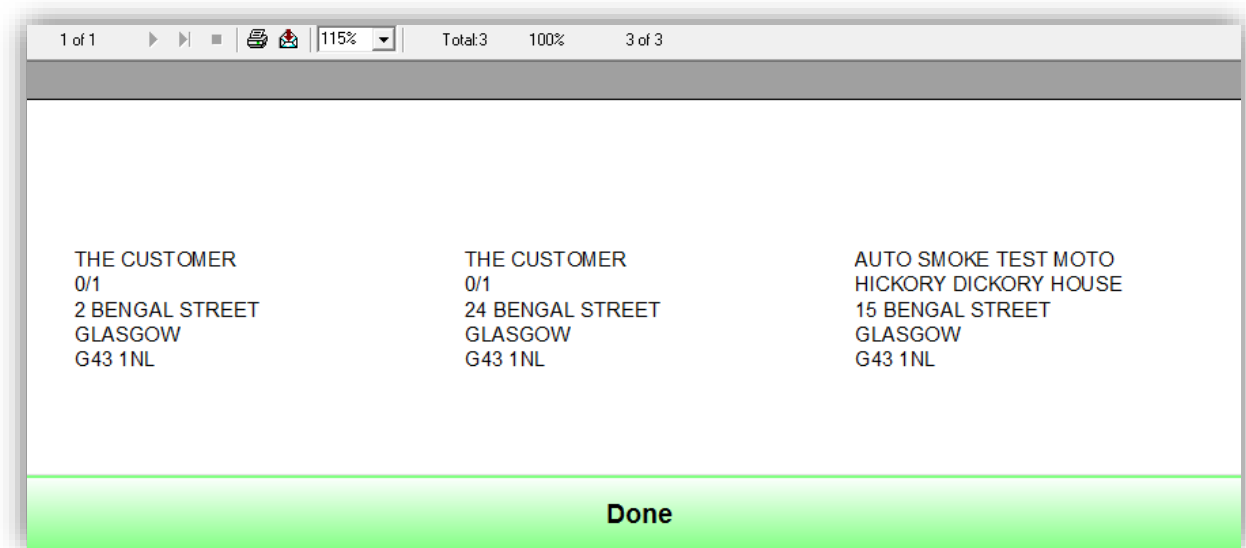 1 of 1 115% Total:3 100% 3 of 3
THE CUSTOMER
0/1
2 BENGAL STREET
GLASGOW
G43 1NL
THE CUSTOMER
0/1
24 BENGAL STREET
GLASGOW
G43 1NL
AUTO SMOKE TEST MOTO
HICKORY DICKORY HOUSE
15 BENGAL STREET
GLASGOW
G43 1NL
Done